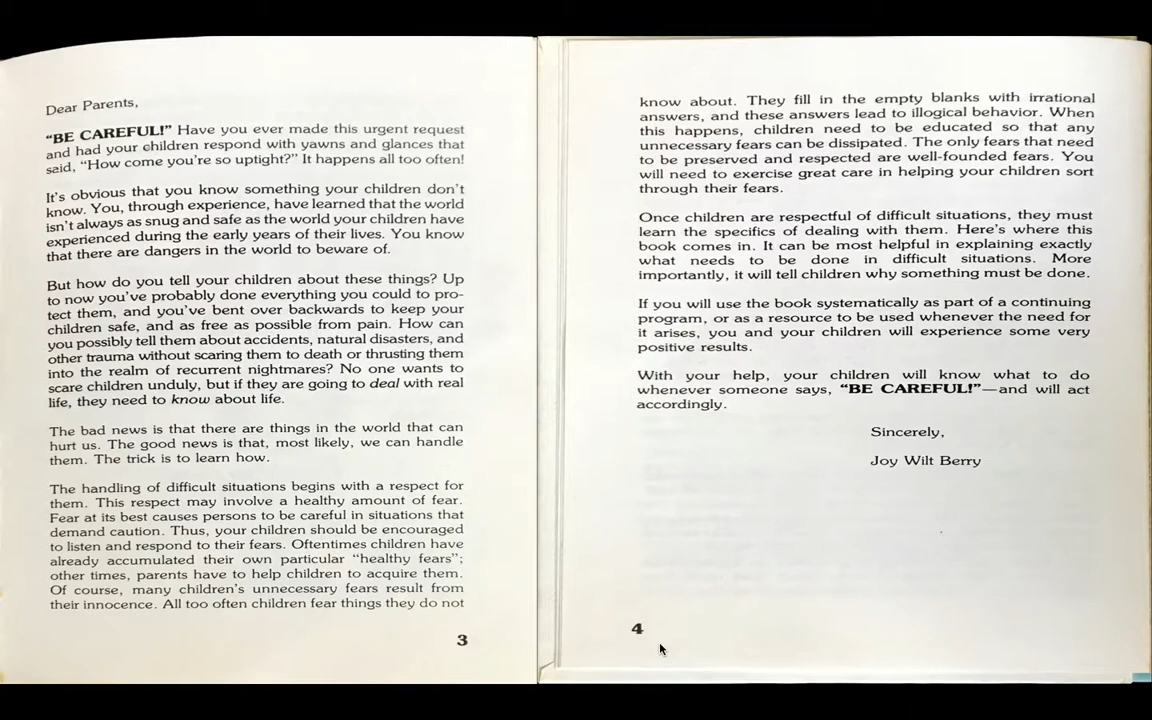 Dear Parents,
“BE CAREFUL!” Have you ever made this urgent request
and had your children respond with yawns and glances that
said, “How come you’re so uptight?” It happens all too often!
It’s obvious that you know something your children don’t
know. You, through experience, have learned that the world
isn’t always as snug and safe as the world your children have
experienced during the early years of their lives. You know
that there are dangers in the world to beware of.
But how do you tell your children about these things? Up
to now you’ve probably done everything you could to pro-
tect them, and you’ve bent over backwards to keep your
children safe, and as free as possible from pain. How can
you possibly tell them about accidents, natural disasters, and
other trauma without scaring them to death or thrusting them
into the realm of recurrent nightmares? No one wants to
scare children unduly, but if they are going to deal with real
life, they need to know about life.
The bad news is that there are things in the world that can
hurt us. The good news is that, most likely, we can handle
them. The trick is to learn how.
The handling of difficult situations begins with a respect for
them. This respect may involve a healthy amount of fear.
Fear at its best causes persons to be careful in situations that
demand caution. Thus, your children should be encouraged
to listen and respond to their fears. Oftentimes children have
already accumulated their own particular “healthy fears”;
other times, parents have to help children to acquire them.
Of course, many children’s unnecessary fears result from
their innocence. All too often children fear things they do not
3
know about. They fill in the empty blanks with irrational
answers, and these answers lead to illogical behavior. When
this happens, children need to be educated so that any
unnecessary fears can be dissipated. The only fears that need
to be preserved and respected are well-founded fears. You
will need to exercise great care in helping your children sort
through their fears.
Once children are respectful of difficult situations, they must
learn the specifics of dealing with them. Here’s where this
book comes in. It can be most helpful in explaining exactly
what needs to be done in difficult situations. More
importantly, it will tell children why something must be done.
If you will use the book systematically as part of a continuing
program, or as a resource to be used whenever the need for
it arises, you and your children will experience some very
positive results.
With your help, your children will know what to do
whenever someone says, “BE CAREFUL!”—and will act
accordingly.
Sincerely,
Joy Wilt Berry
4